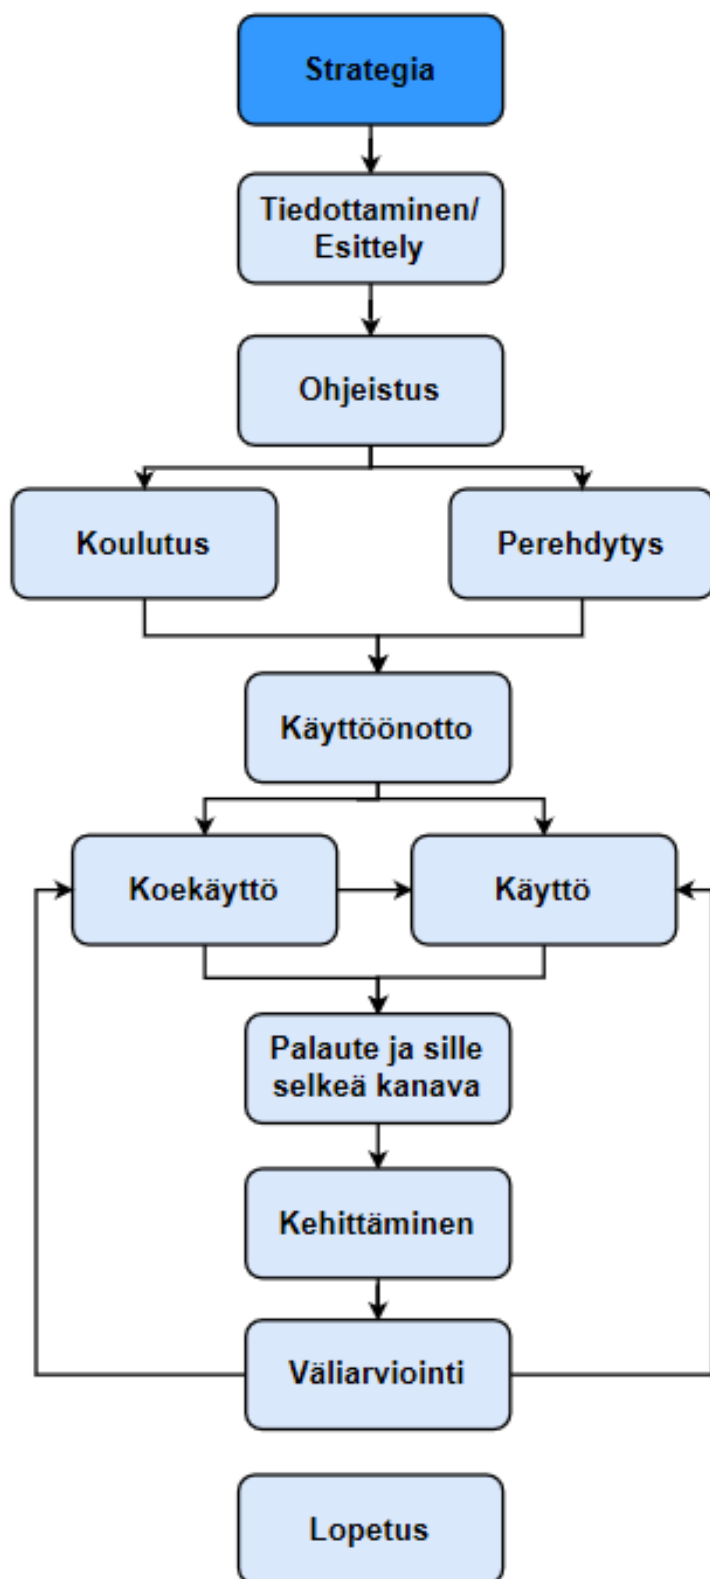 Strategia
Tiedottaminen/
Esittely
Ohjeistus
Koulutus
Perehdytys
Käyttöönotto
Koekäyttö
Käyttö
Palaute ja sille
selkeä kanava
Kehittäminen
Väliarviointi
Lopetus